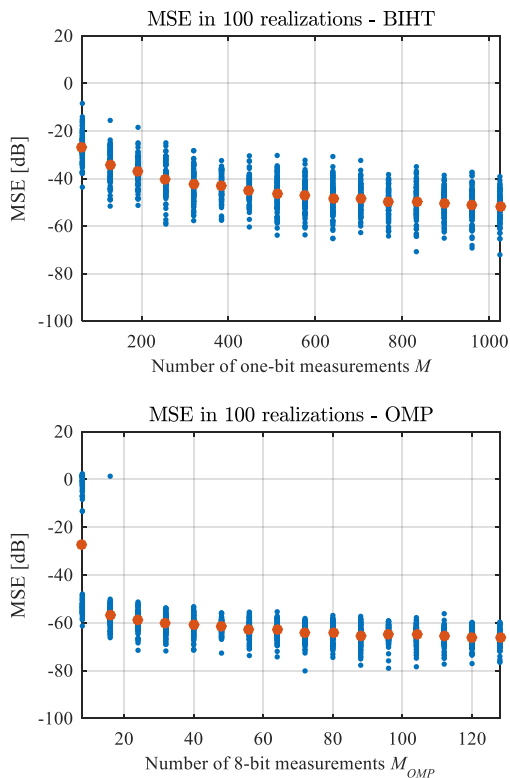 MSE in 100 realizations - BIHT
20
0
-20
-40
-60
-80
-100
MSE [dB]
200 400 600 800 1000
Number of one-bit measurements M
MSE in 100 realizations - OMP
20
0
-20
-40
-60
-80
-100
MSE [dB]
20 40 60 80 100 120
Number of 8-bit measurements M_OMP